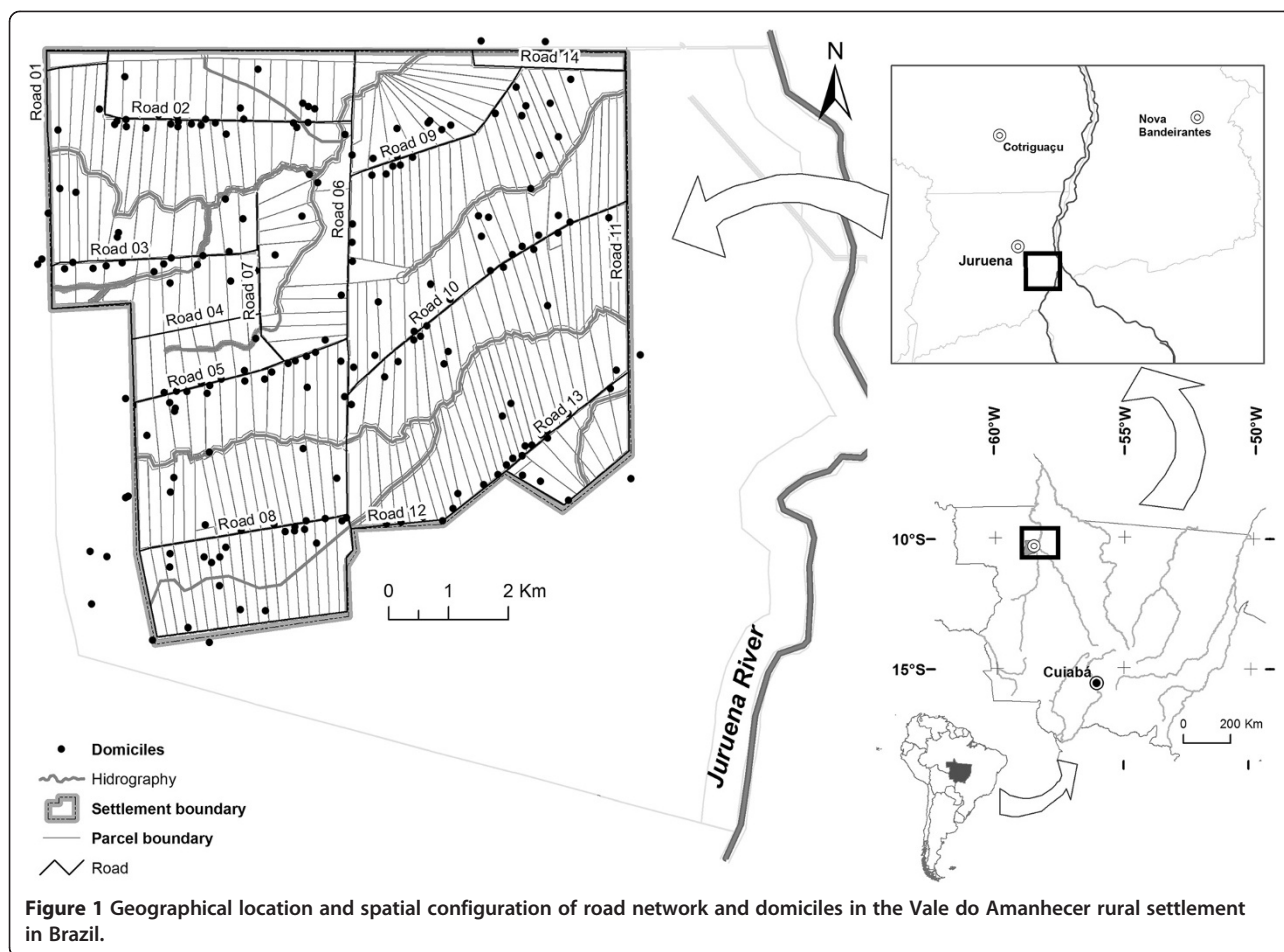 Road 14
Road 01
Road 02
Road 09
Road 06
Road 03
Road 07
Road 11
Road 04
Road 10
Road 05
Road 13
Road 08
Road 12
0 1 2 Km
N
Juruena River
Domiciles
Hidrography
Settlement boundary
Parcel boundary
Road
Cotriguaçu
Nova
Bandeirantes
Juruena
60°W
55°W
50°W
10°S
15°S
Cuiabá
0 200 Km
Figure 1 Geographical location and spatial configuration of road network and domiciles in the Vale do Amanhecer rural settlement
in Brazil.